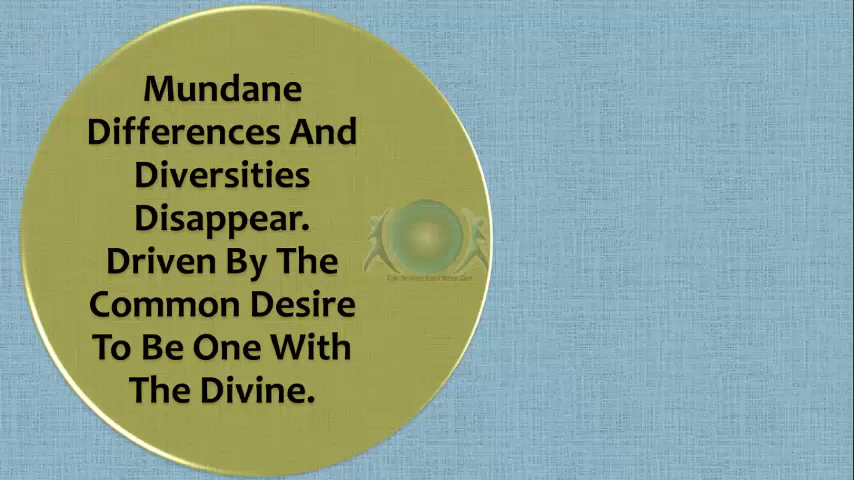 Mundane
Differences And
Diversities
Disappear.
Driven By The
Common Desire
To Be One With
The Divine.